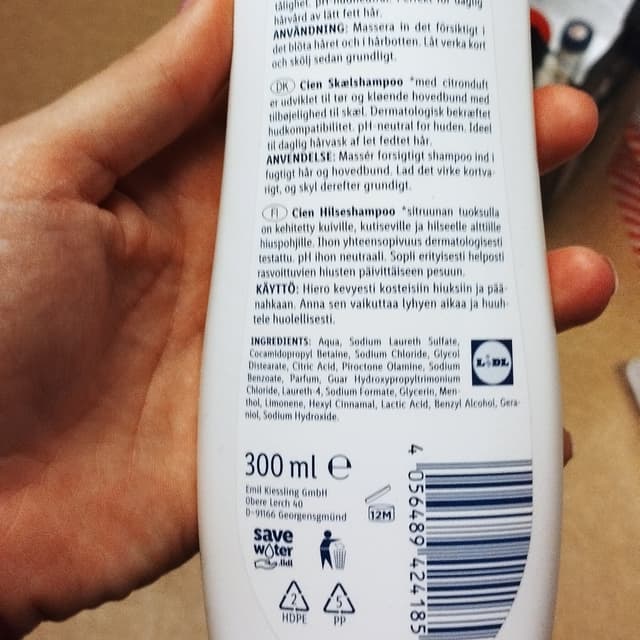 hårvård av lätt fett hår.
ANVÄNDNING: Massera in det försiktigt i
det blöta håret och i hårbotten. Låt verka kort
och skölj sedan grundligt.
DK Cien Skælshampoo *med citronduft
er udviklet til tør og kløende hovedbund med
tilbøjelighed til skæl. Dermatologisk bekræftet
hudkompatibilitet. pH-neutral for huden. Ideel
til daglig hårvask af let fedtet hår.
ANVENDELSE: Massér forsigtigt shampoo ind i
fugtigt hår og hovedbund. Lad det virke kortva-
rigt, og skyl derefter grundigt.
FI Cien Hilseshampoo *sitruunan tuoksulla
on kehitetty kuiville, kutiseville ja hilseelle alttiille
hiuspohjille. Ihon yhteensopivuus dermatologisesti
testattu. pH ihon neutraali. Sopii erityisesti helposti
rasvoittuvien hiusten päivittäiseen pesuun.
KÄYTTÖ: Hiero kevyesti kosteisiin hiuksiin ja pää-
nahkaan. Anna sen vaikuttaa lyhyen aikaa ja huuh-
tele huolellisesti.
INGREDIENTS: Aqua, Sodium Laureth Sulfate,
Cocamidopropyl Betaine, Sodium Chloride, Glycol
Distearate, Citric Acid, Piroctone Olamine, Sodium
Benzoate, Parfum, Guar Hydroxypropyltrimonium
Chloride, Laureth-4, Sodium Formate, Glycerin, Men-
thol, Limonene, Hexyl Cinnamal, Lactic Acid, Benzyl Alcohol, Gera-
niol, Sodium Hydroxide.
LIDL
300 ml e
Emil Kiessling GmbH
Obere Lerch 40
D-91166 Georgensgmünd
12M
save
water
.lidl
2
HDPE
5
PP
4 056489 424185